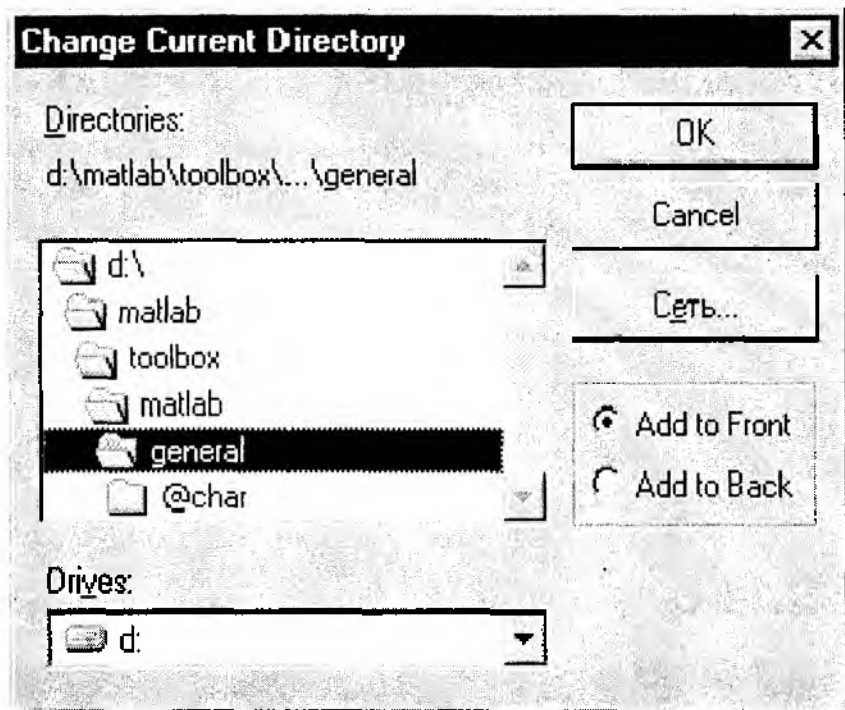 Change Current Directory
Directories:
d:\matlab\toolbox\...\general
d:\
matlab
toolbox
matlab
general
@char
Drives:
d:
OK
Cancel
Сеть...
Add to Front
Add to Back